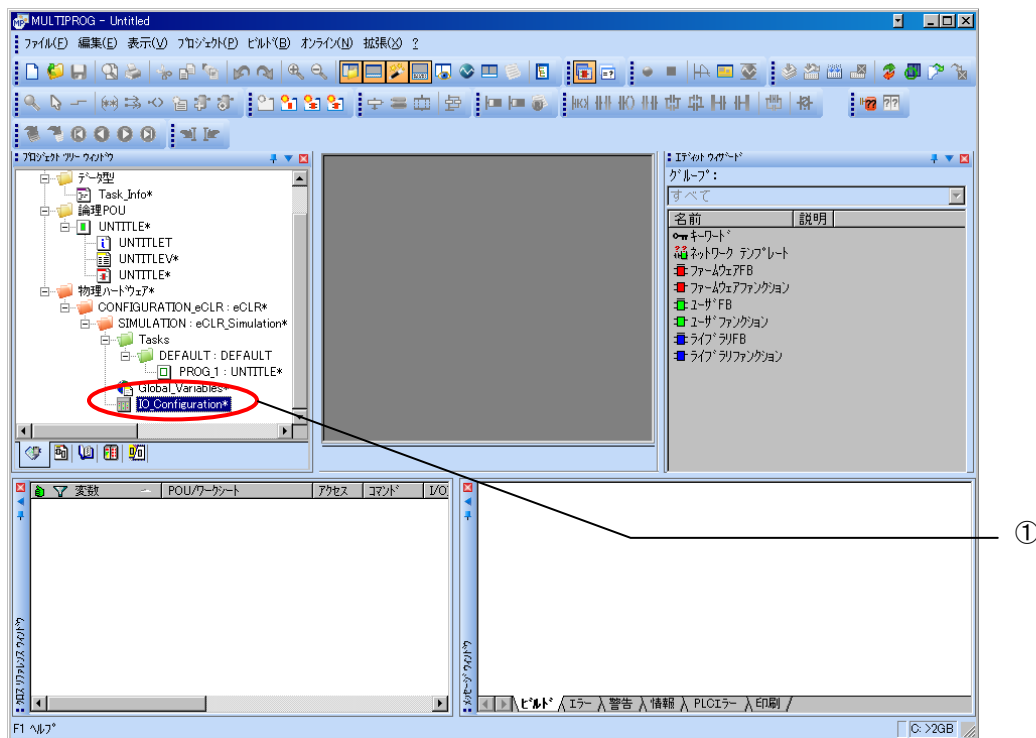 MULTIPROG - Untitled
ファイル(F) 編集(E) 表示(V) プロジェクト(P) ビルド(B) オンライン(N) 拡張(X) ?
プロジェクト ツリー ウィンドウ
データ型
Task_Info*
論理POU
UNTITLE*
UNTITLET
UNTITLEV*
UNTITLE*
物理ハードウェア*
CONFIGURATION_eCLR : eCLR*
SIMULATION : eCLR_Simulation*
Tasks
DEFAULT : DEFAULT
PROG_1 : UNTITLE*
Global_Variables*
IO_Configuration*
エディット ウィザード
グループ:
すべて
名前 説明
キーワード
ネットワーク テンプレート
ファームウェアFB
ファームウェアファンクション
ユーザFB
ユーザファンクション
ライブラリFB
ライブラリファンクション
①
変数 POU/ワークシート アクセス コマンド I/O
クロス リファレンス ウィンドウ
メッセージ ウィンドウ
ビルド エラー 警告 情報 PLCエラー 印刷
F1 ヘルプ
C: >2GB